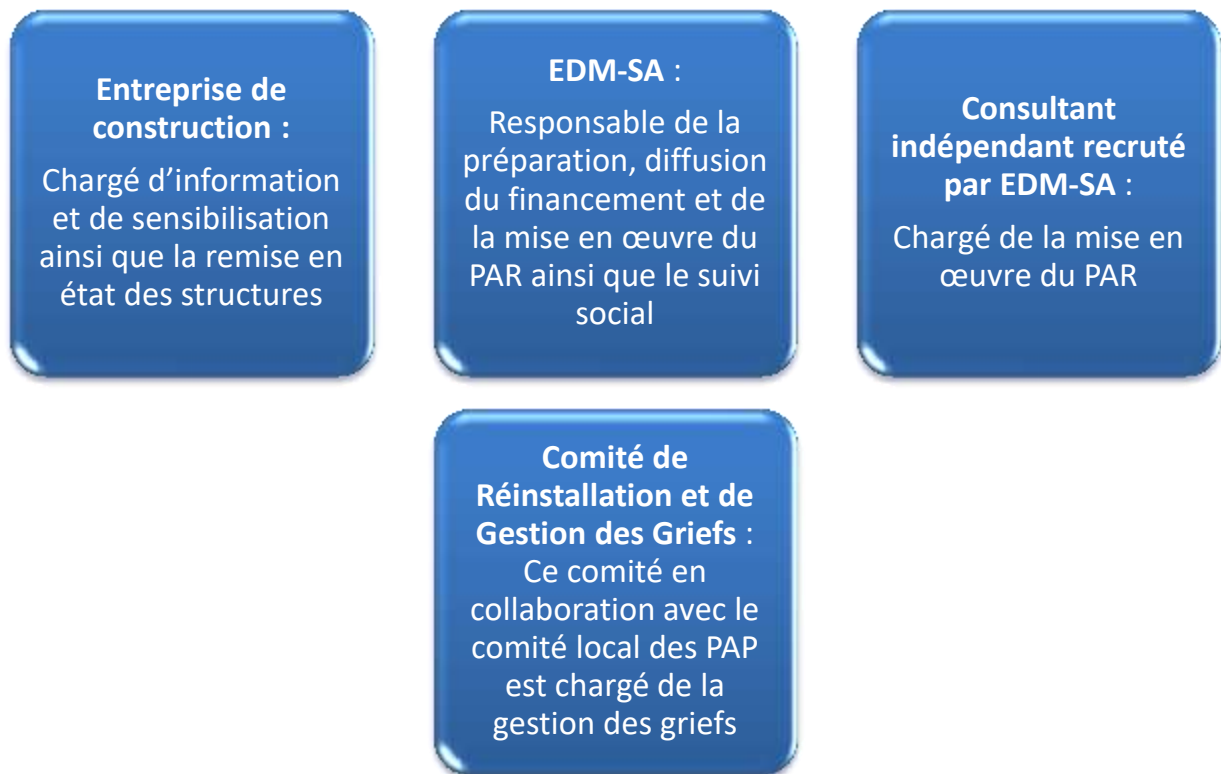 Entreprise de
construction :
Chargé d’information
et de sensibilisation
ainsi que la remise en
état des structures
EDM-SA :
Responsable de la
préparation, diffusion
du financement et de
la mise en œuvre du
PAR ainsi que le suivi
social
Consultant
indépendant recruté
par EDM-SA :
Chargé de la mise en
œuvre du PAR
Comité de
Réinstallation et de
Gestion des Griefs :
Ce comité en
collaboration avec le
comité local des PAP
est chargé de la
gestion des griefs